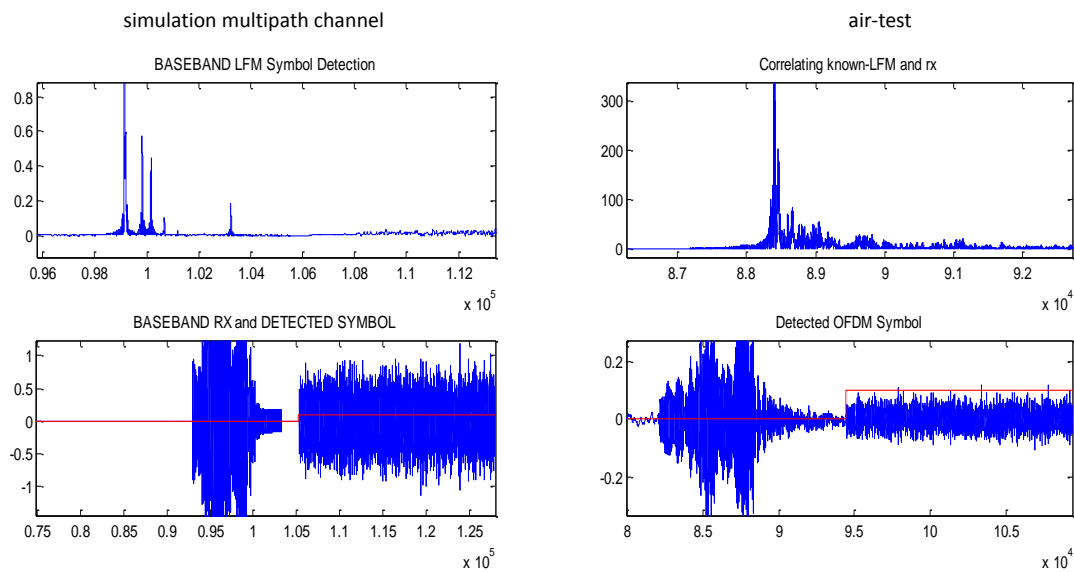 simulation multipath channel
air-test
BASEBAND LFM Symbol Detection
0.8
0.6
0.4
0.2
0
0.96 0.98 1 1.02 1.04 1.06 1.08 1.1 1.12
x 10^5
Correlating known-LFM and rx
300
200
100
0
8.7 8.8 8.9 9 9.1 9.2
x 10^4
BASEBAND RX and DETECTED SYMBOL
1
0.5
0
-0.5
-1
0.75 0.8 0.85 0.9 0.95 1 1.05 1.1 1.15 1.20 1.25
x 10^5
Detected OFDM Symbol
0.2
0
-0.2
8 8.5 9 9.5 10 10.5
x 10^4